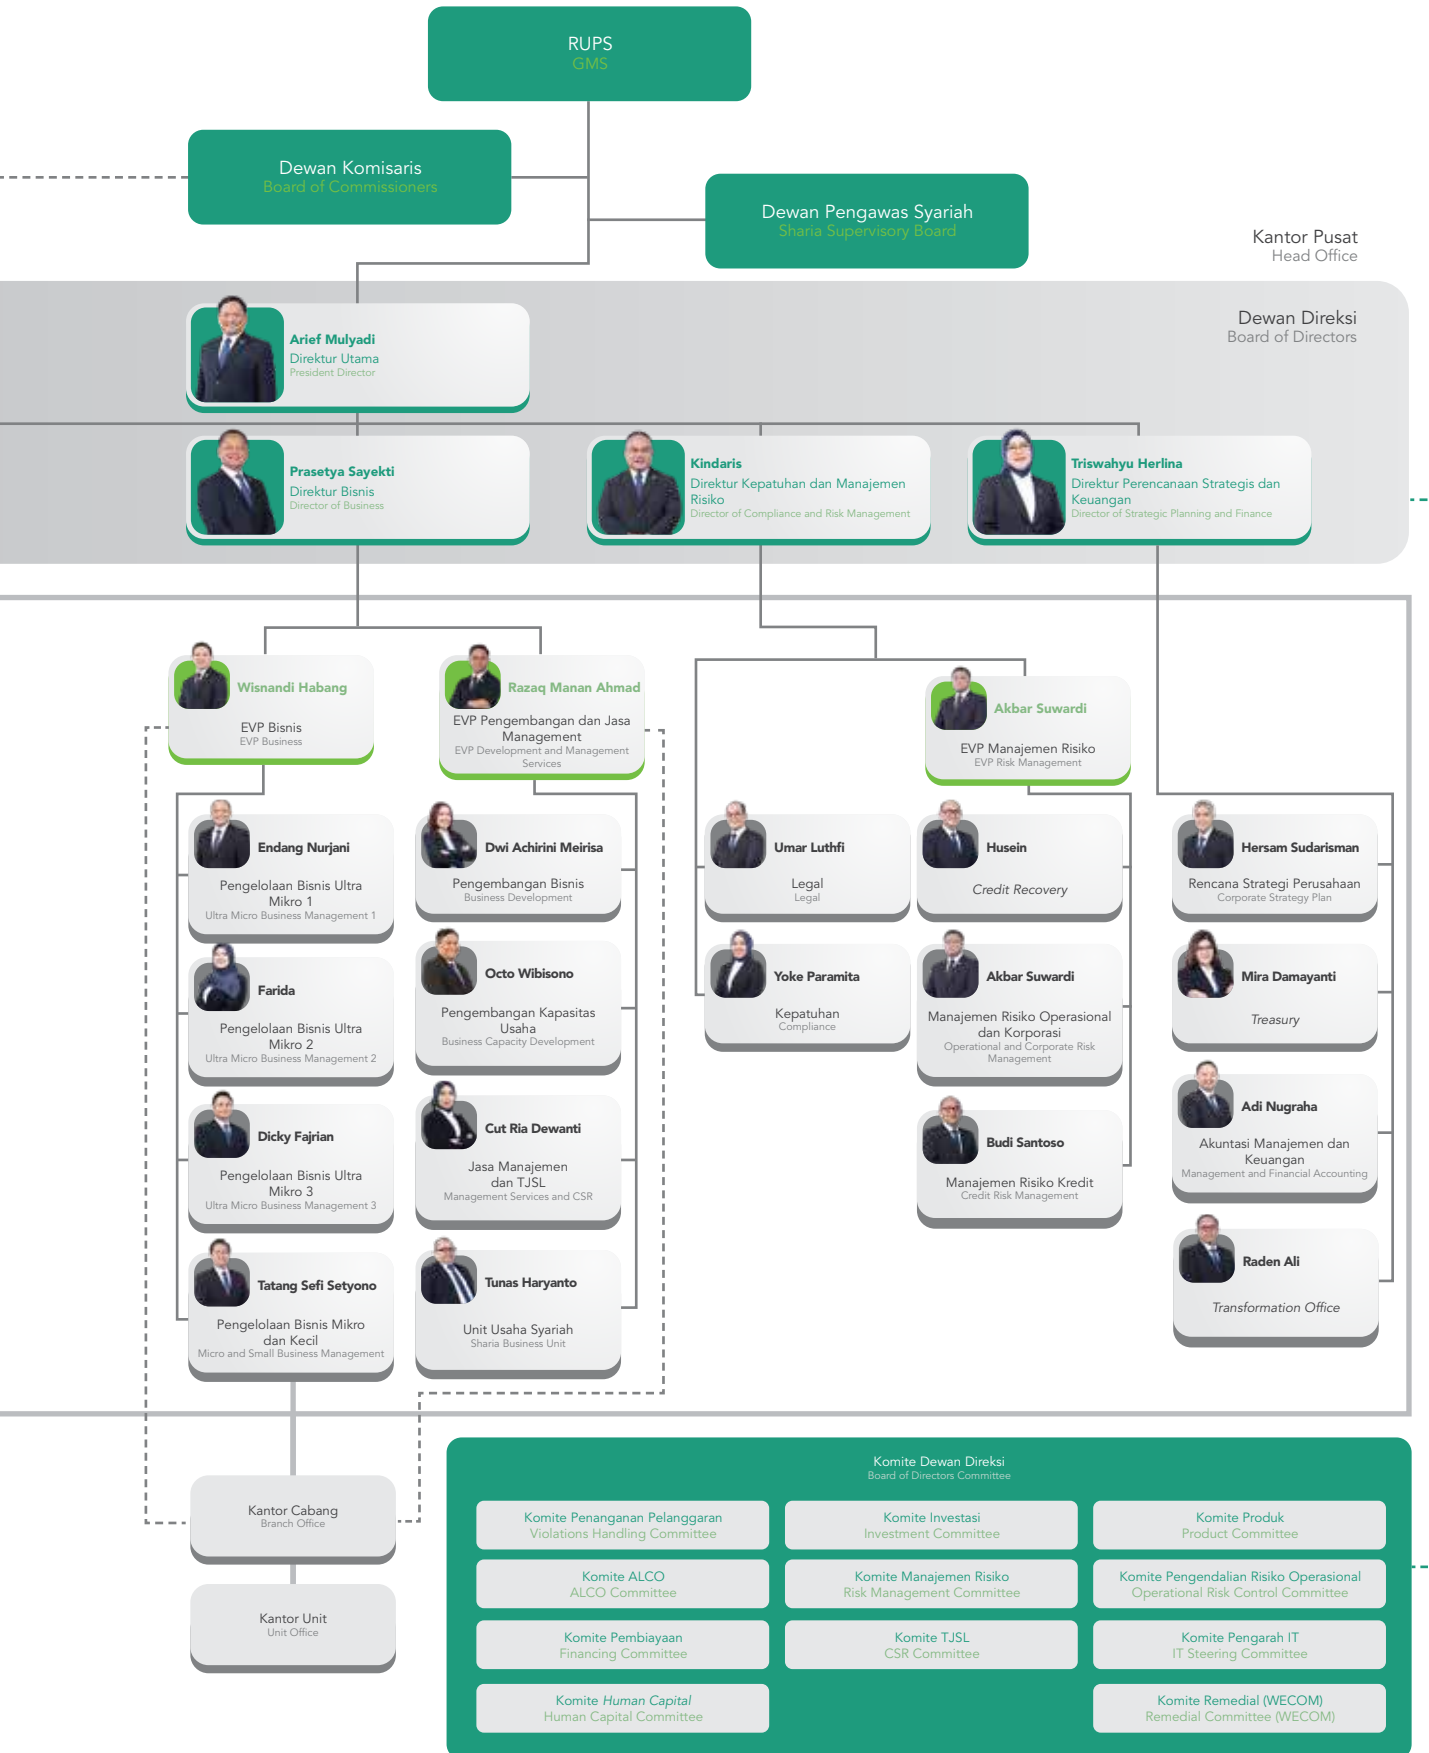 RUPS
GMS
Dewan Komisaris
Board of Commissioners
Dewan Pengawas Syariah
Sharia Supervisory Board
Kantor Pusat
Head Office
Dewan Direksi
Board of Directors
Arief Mulyadi
Direktur Utama
President Director
Prasetya Sayekti
Direktur Bisnis
Director of Business
Kindaris
Direktur Kepatuhan dan Manajemen
Risiko
Director of Compliance and Risk Management
Triswahyu Herlina
Direktur Perencanaan Strategis dan
Keuangan
Director of Strategic Planning and Finance
Wisnandi Habang
EVP Bisnis
EVP Business
Razaq Manan Ahmad
EVP Pengembangan dan Jasa
Management
EVP Development and Management
Services
Akbar Suwardi
EVP Manajemen Risiko
EVP Risk Management
Endang Nurjani
Pengelolaan Bisnis Ultra
Mikro 1
Ultra Micro Business Management 1
Farida
Pengelolaan Bisnis Ultra
Mikro 2
Ultra Micro Business Management 2
Dicky Fajrian
Pengelolaan Bisnis Ultra
Mikro 3
Ultra Micro Business Management 3
Tatang Sefi Setyono
Pengelolaan Bisnis Mikro
dan Kecil
Micro and Small Business Management
Dwi Achirini Meirisa
Pengembangan Bisnis
Business Development
Octo Wibisono
Pengembangan Kapasitas
Usaha
Business Capacity Development
Cut Ria Dewanti
Jasa Manajemen
dan TJSL
Management Services and CSR
Tunas Haryanto
Unit Usaha Syariah
Sharia Business Unit
Umar Luthfi
Legal
Legal
Yoke Paramita
Kepatuhan
Compliance
Husein
Credit Recovery
Akbar Suwardi
Manajemen Risiko Operasional
dan Korporasi
Operational and Corporate Risk
Management
Budi Santoso
Manajemen Risiko Kredit
Credit Risk Management
Hersam Sudarisman
Rencana Strategi Perusahaan
Corporate Strategy Plan
Mira Damayanti
Treasury
Adi Nugraha
Akuntasi Manajemen dan
Keuangan
Management and Financial Accounting
Raden Ali
Transformation Office
Kantor Cabang
Branch Office
Kantor Unit
Unit Office
Komite Dewan Direksi
Board of Directors Committee
Komite Penanganan Pelanggaran
Violations Handling Committee
Komite Investasi
Investment Committee
Komite Produk
Product Committee
Komite ALCO
ALCO Committee
Komite Manajemen Risiko
Risk Management Committee
Komite Pengendalian Risiko Operasional
Operational Risk Control Committee
Komite Pembiayaan
Financing Committee
Komite TJSL
CSR Committee
Komite Pengarah IT
IT Steering Committee
Komite Human Capital
Human Capital Committee
Komite Remedial (WECOM)
Remedial Committee (WECOM)